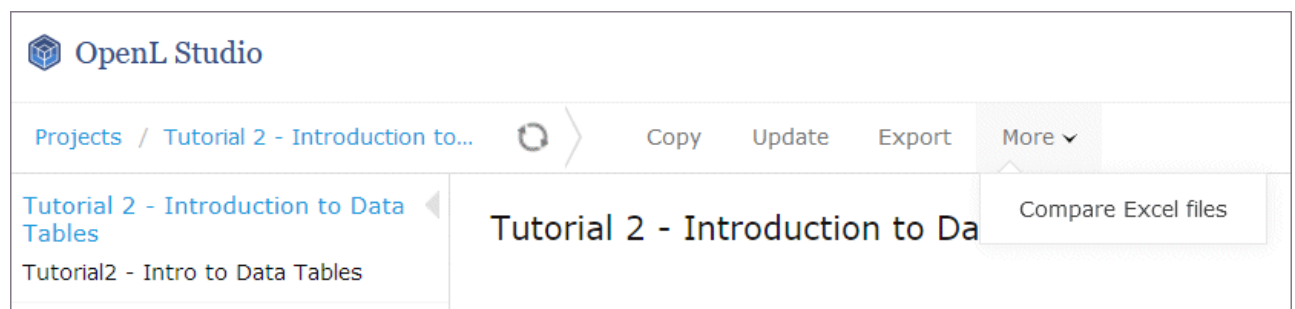 OpenL Studio
Projects / Tutorial 2 - Introduction to... Copy Update Export More
Compare Excel files
Tutorial 2 - Introduction to Data
Tables
Tutorial2 - Intro to Data Tables
Tutorial 2 - Introduction to Da